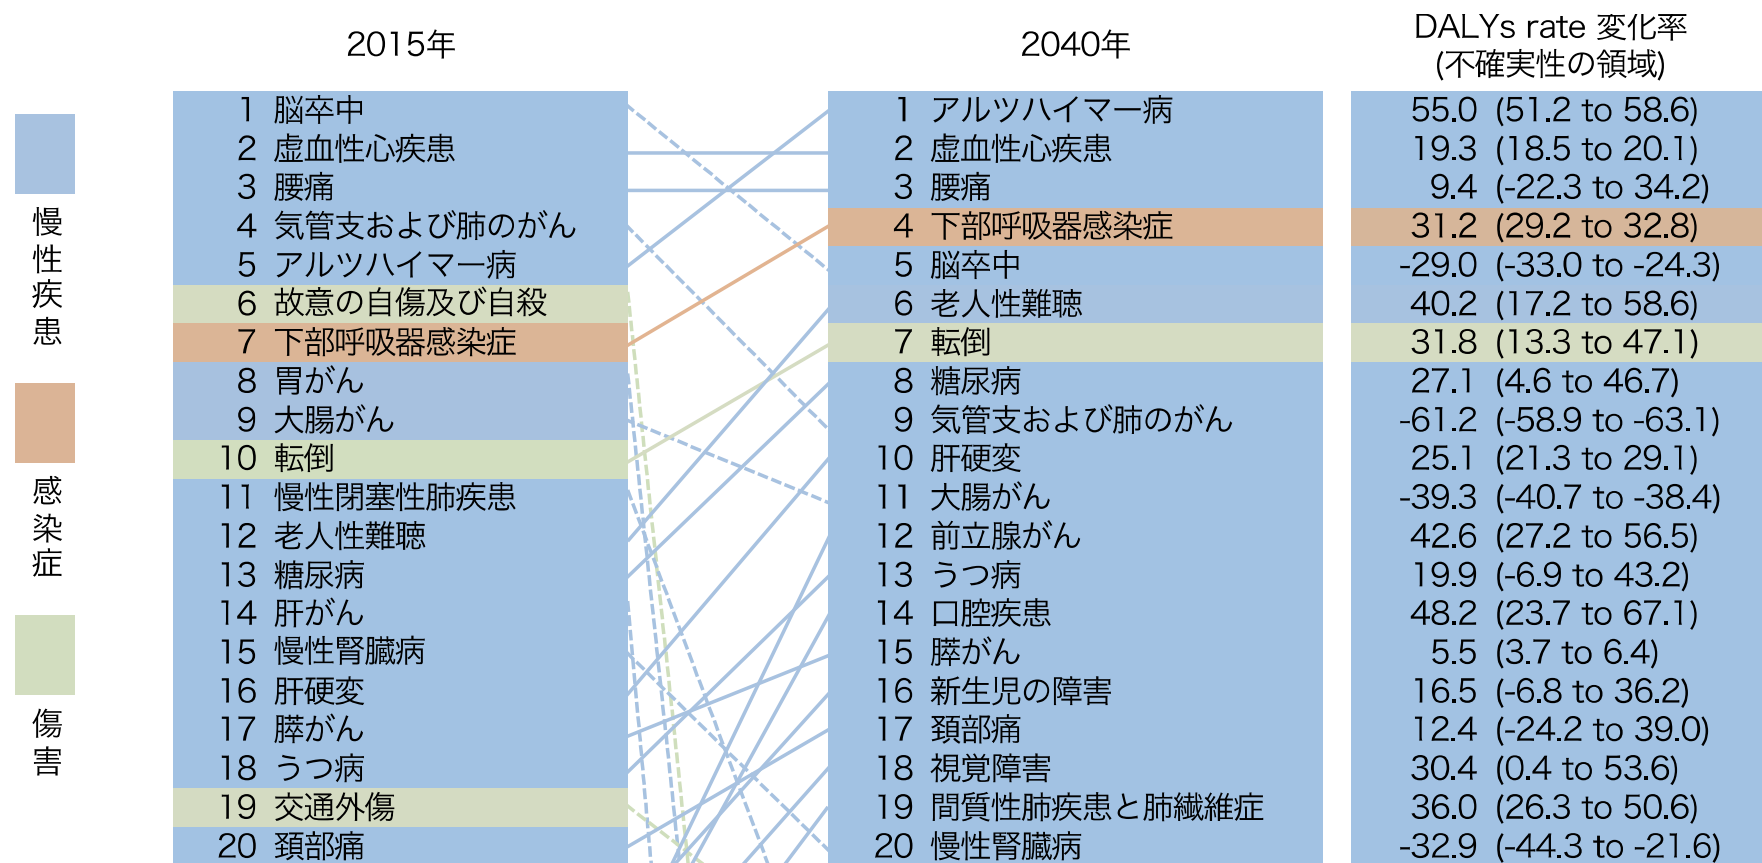 2015年
2040年
DALYs rate 変化率
(不確実性の領域)
慢性疾患
感染症
傷害
1 脳卒中
2 虚血性心疾患
3 腰痛
4 気管支および肺のがん
5 アルツハイマー病
6 故意の自傷及び自殺
7 下部呼吸器感染症
8 胃がん
9 大腸がん
10 転倒
11 慢性閉塞性肺疾患
12 老人性難聴
13 糖尿病
14 肝がん
15 慢性腎臓病
16 肝硬変
17 膵がん
18 うつ病
19 交通外傷
20 頚部痛
1 アルツハイマー病
2 虚血性心疾患
3 腰痛
4 下部呼吸器感染症
5 脳卒中
6 老人性難聴
7 転倒
8 糖尿病
9 気管支および肺のがん
10 肝硬変
11 大腸がん
12 前立腺がん
13 うつ病
14 口腔疾患
15 膵がん
16 新生児の障害
17 頚部痛
18 視覚障害
19 間質性肺疾患と肺繊維症
20 慢性腎臓病
55.0 (51.2 to 58.6)
19.3 (18.5 to 20.1)
9.4 (-22.3 to 34.2)
31.2 (29.2 to 32.8)
-29.0 (-33.0 to -24.3)
40.2 (17.2 to 58.6)
31.8 (13.3 to 47.1)
27.1 (4.6 to 46.7)
-61.2 (-58.9 to -63.1)
25.1 (21.3 to 29.1)
-39.3 (-40.7 to -38.4)
42.6 (27.2 to 56.5)
19.9 (-6.9 to 43.2)
48.2 (23.7 to 67.1)
5.5 (3.7 to 6.4)
16.5 (-6.8 to 36.2)
12.4 (-24.2 to 39.0)
30.4 (0.4 to 53.6)
36.0 (26.3 to 50.6)
-32.9 (-44.3 to -21.6)